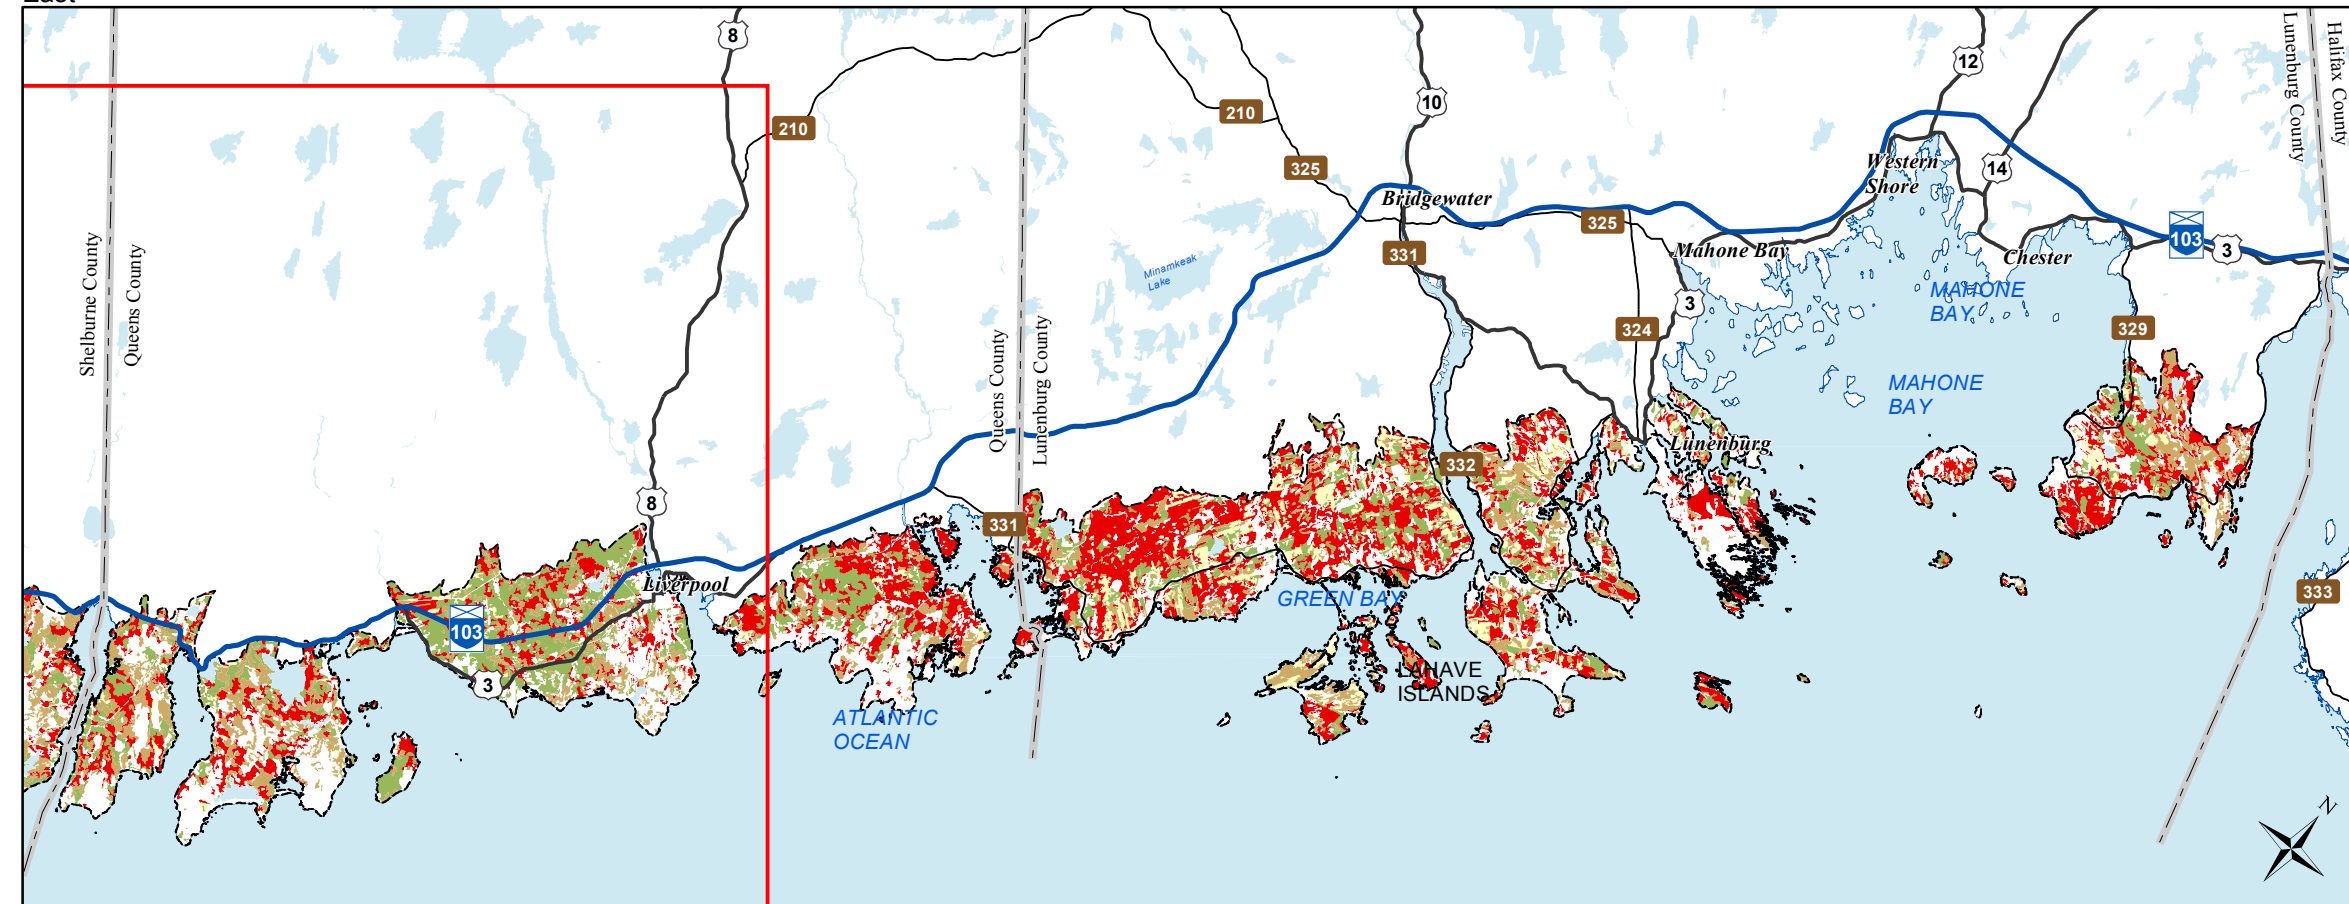 8
12
Lunenburg County
Halifax County
10
210
210
325
14
Western
Shore
Bridgewater
325
103
3
Mahone Bay
331
Chester
Shelburne County
Queens County
Minamkeak
Lake
MAHONE
BAY
3
324
329
Queens County
Lunenburg County
MAHONE
BAY
Lunenburg
332
8
331
Liverpool
GREEN BAY
333
103
3
LAHAVE
ISLANDS
ATLANTIC
OCEAN
N